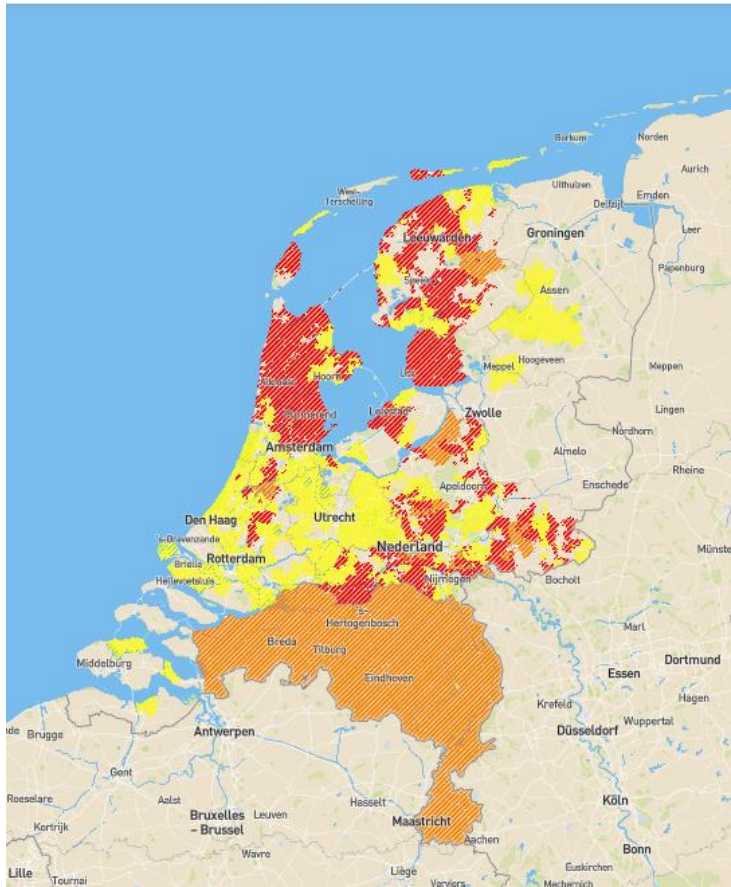 Borkum
Norden
Aurich
West-
Terschelling
Uithuizen
Delfzijl
Emden
Leeuwarden
Groningen
Leer
Papenburg
Sneek
Assen
Meppel
Hoogeveen
Meppen
Alkmaar
Hoorn
Lelystad
Zwolle
Lingen
Purmerend
Nordhorn
Amsterdam
Almelo
Rheine
Apeldoorn
Enschede
Den Haag
Utrecht
's-Gravenzande
Nederland
Münste
Rotterdam
Brielle
Hellevoetsluis
Nijmegen
Bocholt
's-
Hertogenbosch
Marl
Breda
Tilburg
Middelburg
Eindhoven
Essen
Dortmund
Hagen
Krefeld
Wuppertal
Antwerpen
Düsseldorf
Brugge
Gent
Roeselare
Aalst
Hasselt
Köln
Kortrijk
Bruxelles
– Brussel
Leuven
Maastricht
Aachen
Bonn
Wavre
Lille
Tournai
Liège
Verviers
Euskirchen
Mechernich